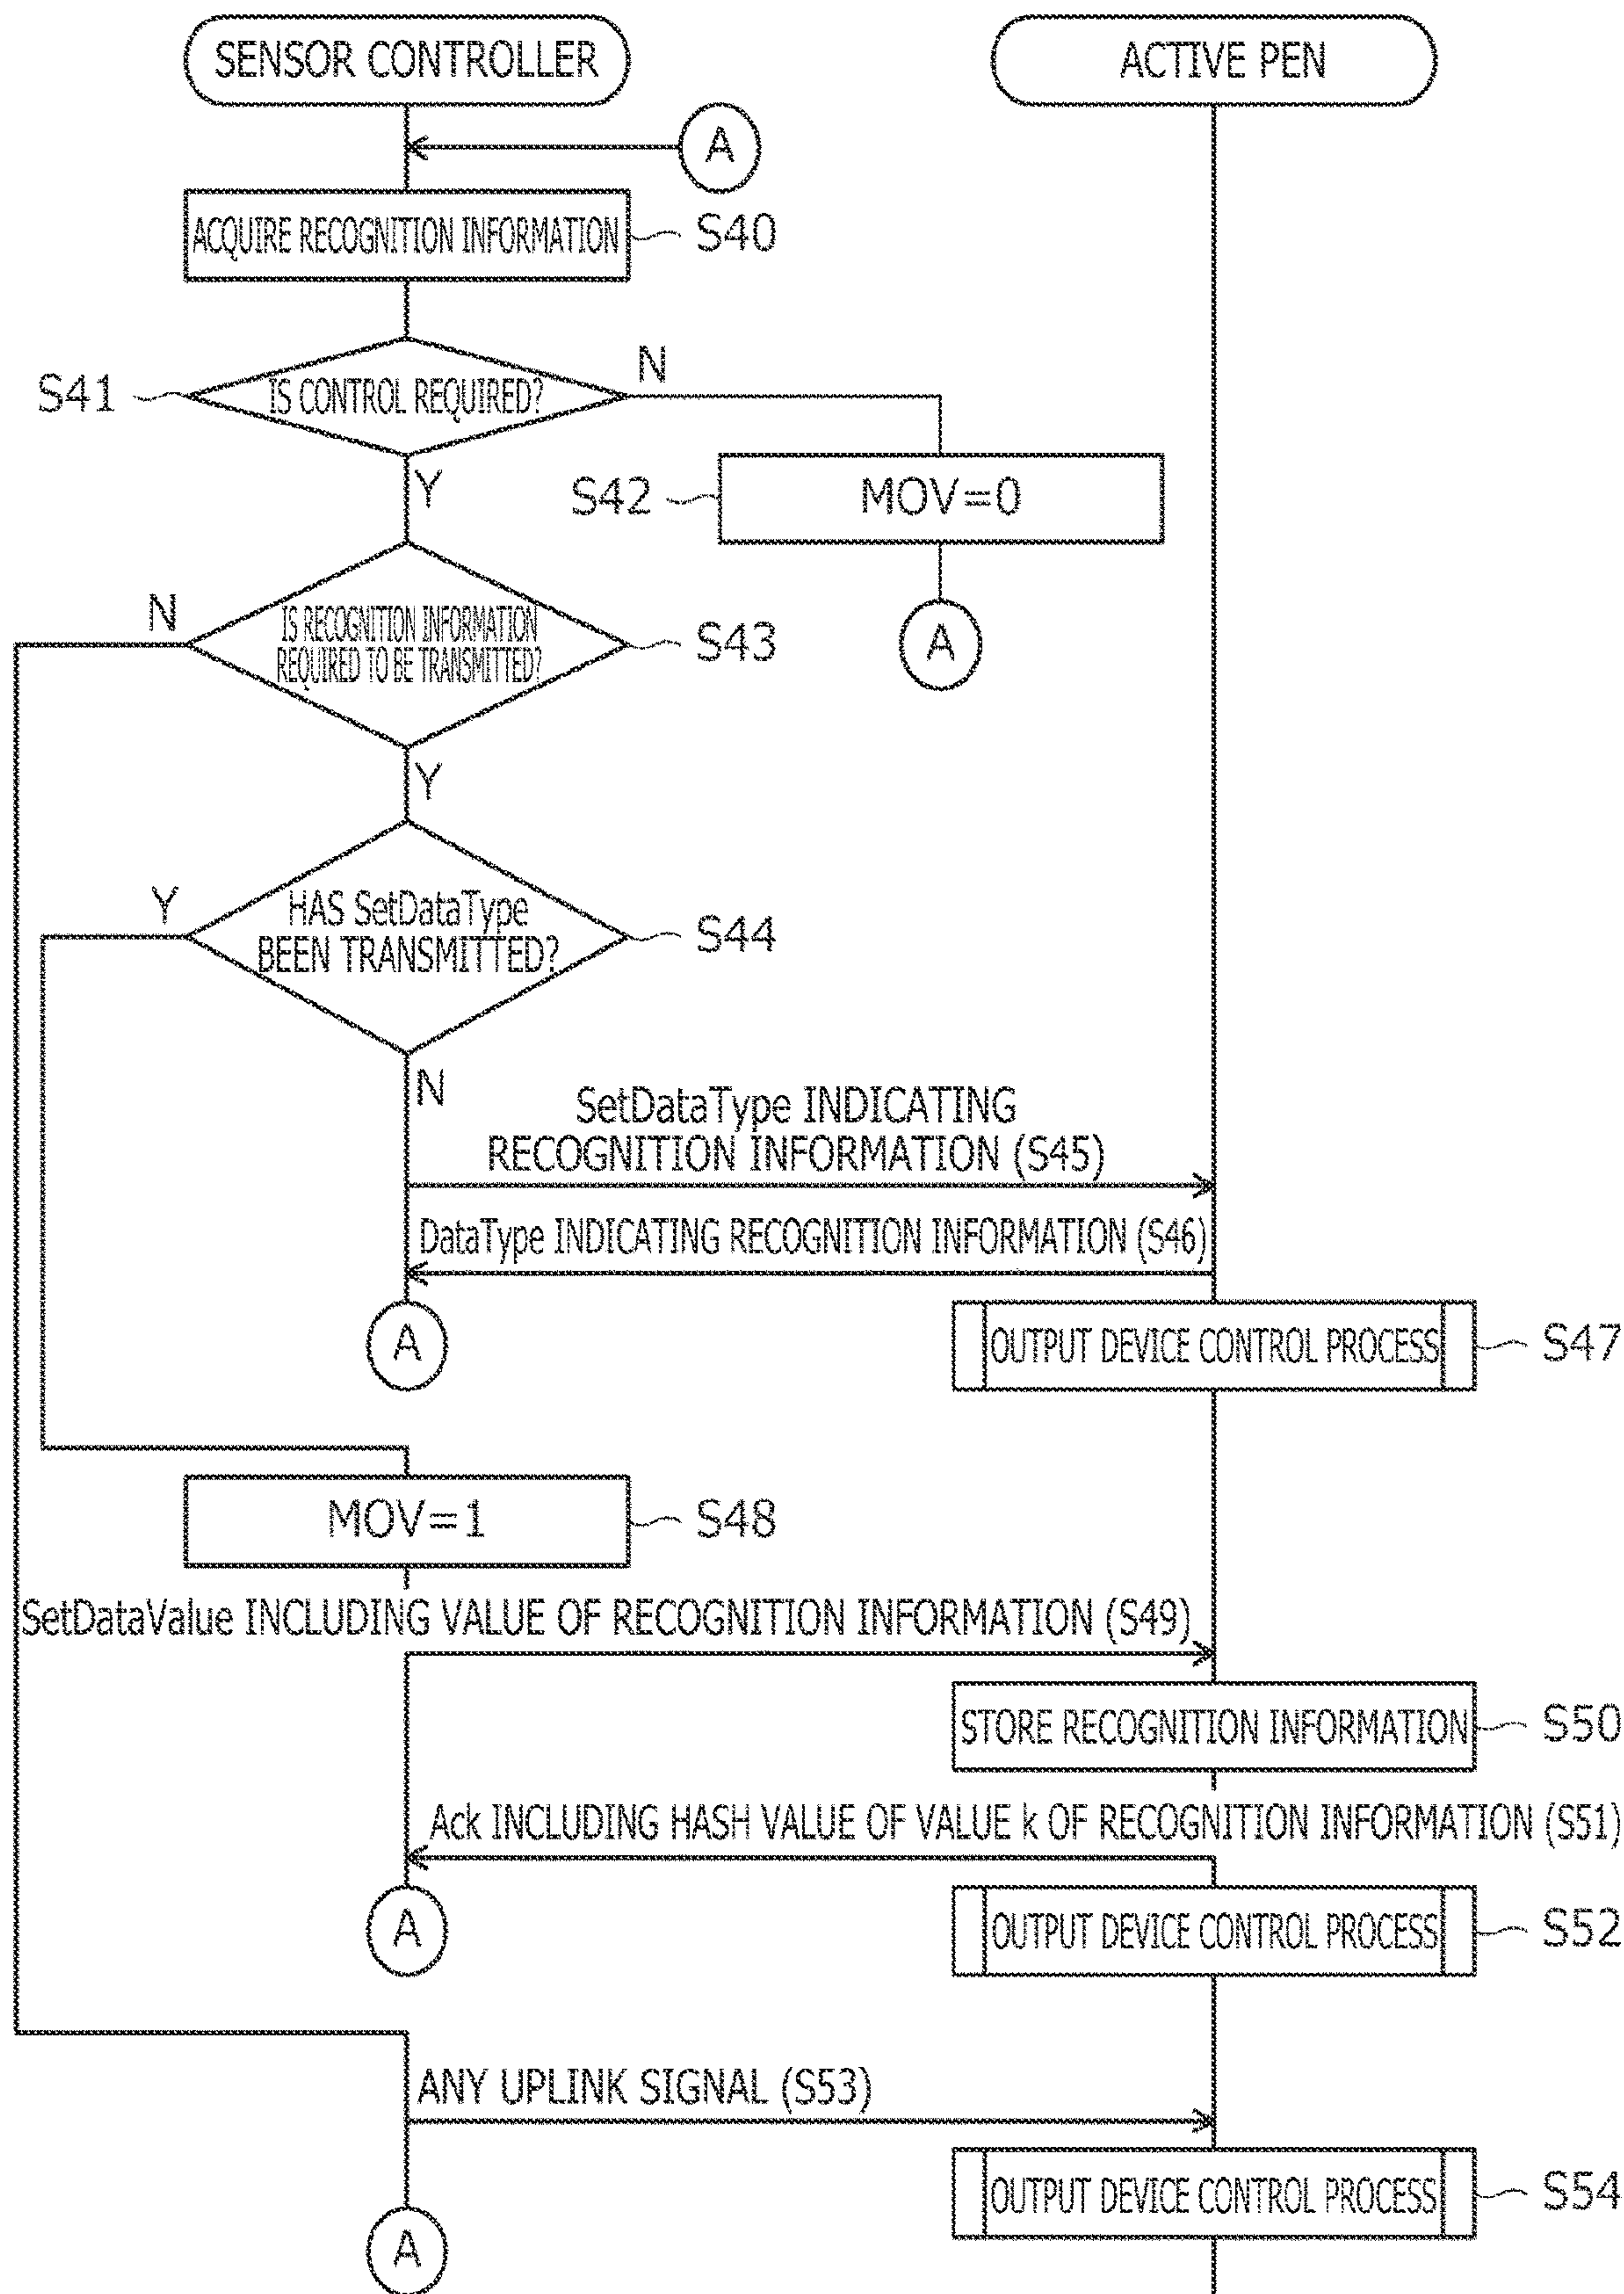 SENSOR CONTROLLER
ACTIVE PEN
A
ACQUIRE RECOGNITION INFORMATION
S40
S41
IS CONTROL REQUIRED?
N
Y
S42
MOV=0
A
N
IS RECOGNITION INFORMATION
REQUIRED TO BE TRANSMITTED?
S43
Y
Y
HAS SetDataType
BEEN TRANSMITTED?
S44
N
SetDataType INDICATING
RECOGNITION INFORMATION (S45)
DataType INDICATING RECOGNITION INFORMATION (S46)
A
OUTPUT DEVICE CONTROL PROCESS
S47
MOV=1
S48
SetDataValue INCLUDING VALUE OF RECOGNITION INFORMATION (S49)
STORE RECOGNITION INFORMATION
S50
Ack INCLUDING HASH VALUE OF VALUE k OF RECOGNITION INFORMATION (S51)
A
OUTPUT DEVICE CONTROL PROCESS
S52
ANY UPLINK SIGNAL (S53)
OUTPUT DEVICE CONTROL PROCESS
S54
A